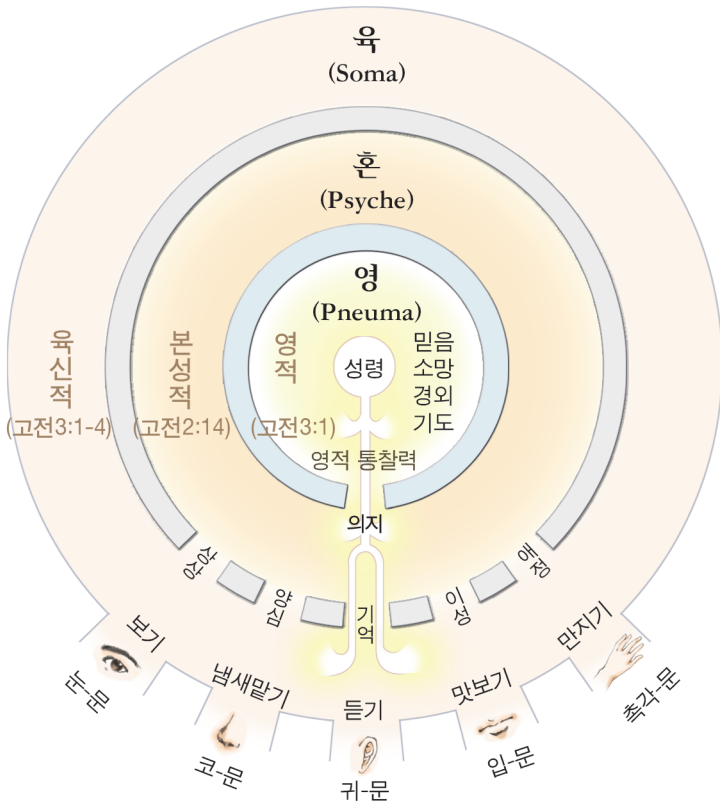 육
(Soma)
혼
(Psyche)
영
(Pneuma)
성령
믿음
소망
경외
기도
영적
(고전3:1)
본성적
(고전2:14)
육신적
(고전3:1-4)
영적 통찰력
의지
상상
양심
기억
이성
애정
보기
냄새맡기
듣기
맛보기
만지기
눈-문
코-문
귀-문
입-문
촉각-문